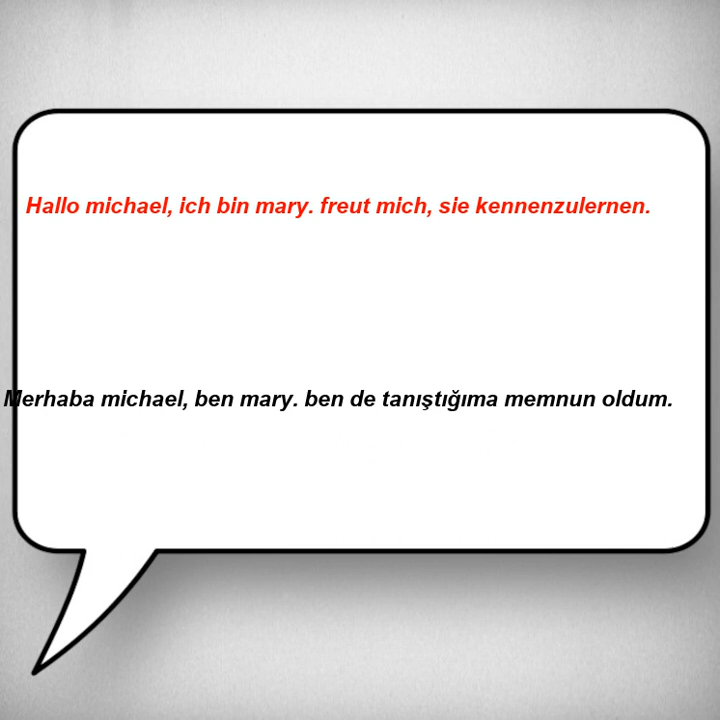 Hallo michael, ich bin mary. freut mich, sie kennenzulernen.
Merhaba michael, ben mary. ben de tanıştığıma memnun oldum.